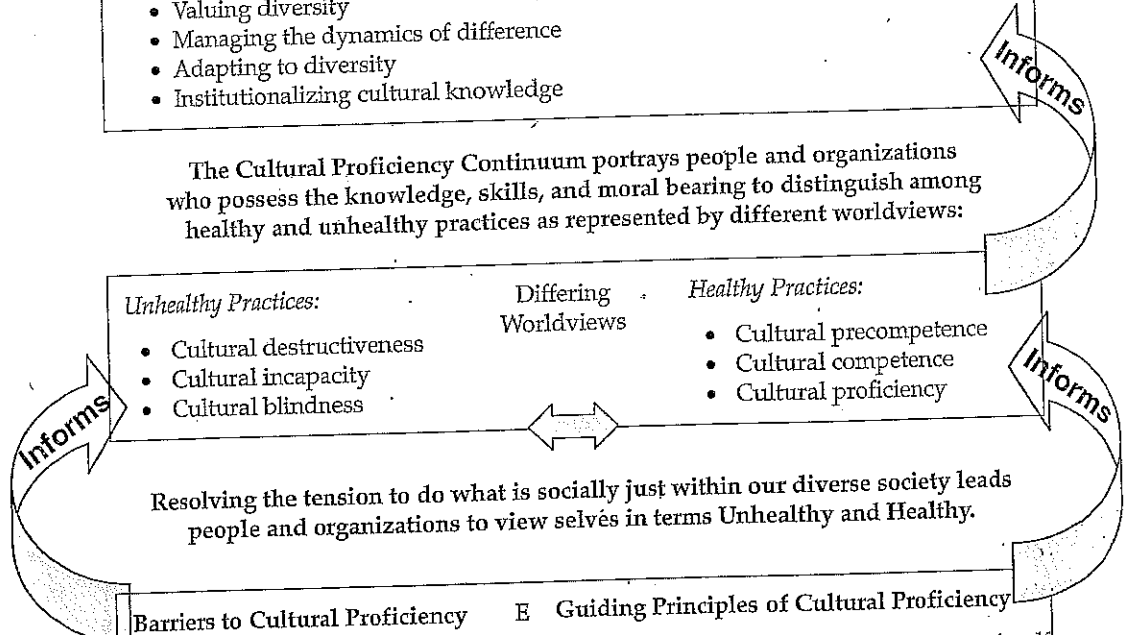 • Valuing diversity
• Managing the dynamics of difference
• Adapting to diversity
• Institutionalizing cultural knowledge
Informs
The Cultural Proficiency Continuum portrays people and organizations
who possess the knowledge, skills, and moral bearing to distinguish among
healthy and unhealthy practices as represented by different worldviews:
Unhealthy Practices:
• Cultural destructiveness
• Cultural incapacity
• Cultural blindness
Differing
Worldviews
Healthy Practices:
• Cultural precompetence
• Cultural competence
• Cultural proficiency
Informs
Informs
Resolving the tension to do what is socially just within our diverse society leads
people and organizations to view selves in terms Unhealthy and Healthy.
Barriers to Cultural Proficiency E Guiding Principles of Cultural Proficiency